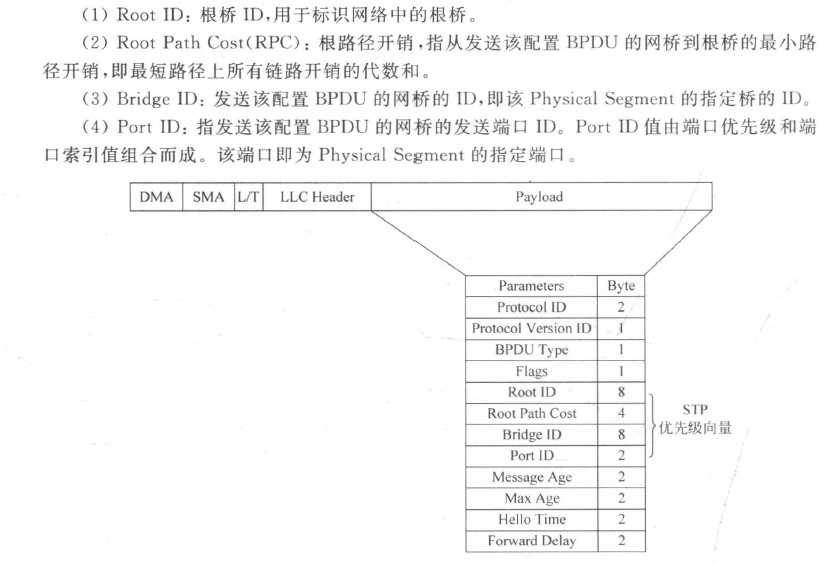 (1) Root ID：根桥 ID,用于标识网络中的根桥。
(2) Root Path Cost(RPC)：根路径开销,指从发送该配置 BPDU 的网桥到根桥的最小路
径开销,即最短路径上所有链路开销的代数和。
(3) Bridge ID：发送该配置 BPDU 的网桥的 ID,即该 Physical Segment 的指定桥的 ID。
(4) Port ID：指发送该配置 BPDU 的网桥的发送端口 ID。Port ID 值由端口优先级和端
口索引值组合而成。该端口即为 Physical Segment 的指定端口。
DMA SMA L/T LLC Header Payload
Parameters Byte
Protocol ID 2
Protocol Version ID 1
BPDU Type 1
Flags 1
Root ID 8
Root Path Cost 4
Bridge ID 8
Port ID 2
STP
优先级向量
Message Age 2
Max Age 2
Hello Time 2
Forward Delay 2